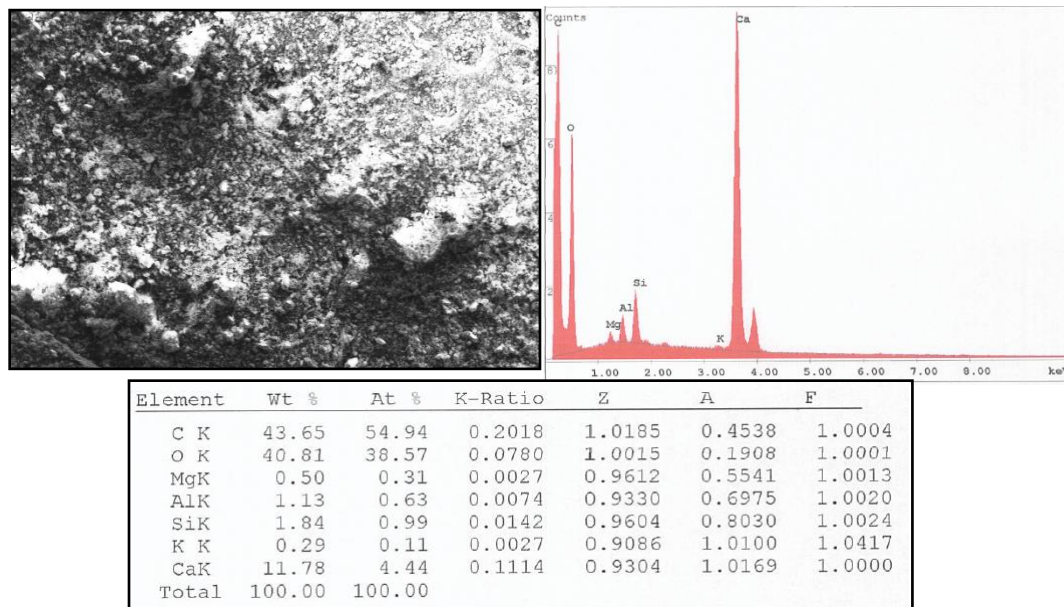 Counts
C
Ca
8
O
6
4
Si
2
Al
Mg
K
1.00 2.00 3.00 4.00 5.00 6.00 7.00 8.00 keV
Element Wt % At % K-Ratio Z A F
C K 43.65 54.94 0.2018 1.0185 0.4538 1.0004
O K 40.81 38.57 0.0780 1.0015 0.1908 1.0001
MgK 0.50 0.31 0.0027 0.9612 0.5541 1.0013
AlK 1.13 0.63 0.0074 0.9330 0.6975 1.0020
SiK 1.84 0.99 0.0142 0.9604 0.8030 1.0024
K K 0.29 0.11 0.0027 0.9086 1.0100 1.0417
CaK 11.78 4.44 0.1114 0.9304 1.0169 1.0000
Total 100.00 100.00